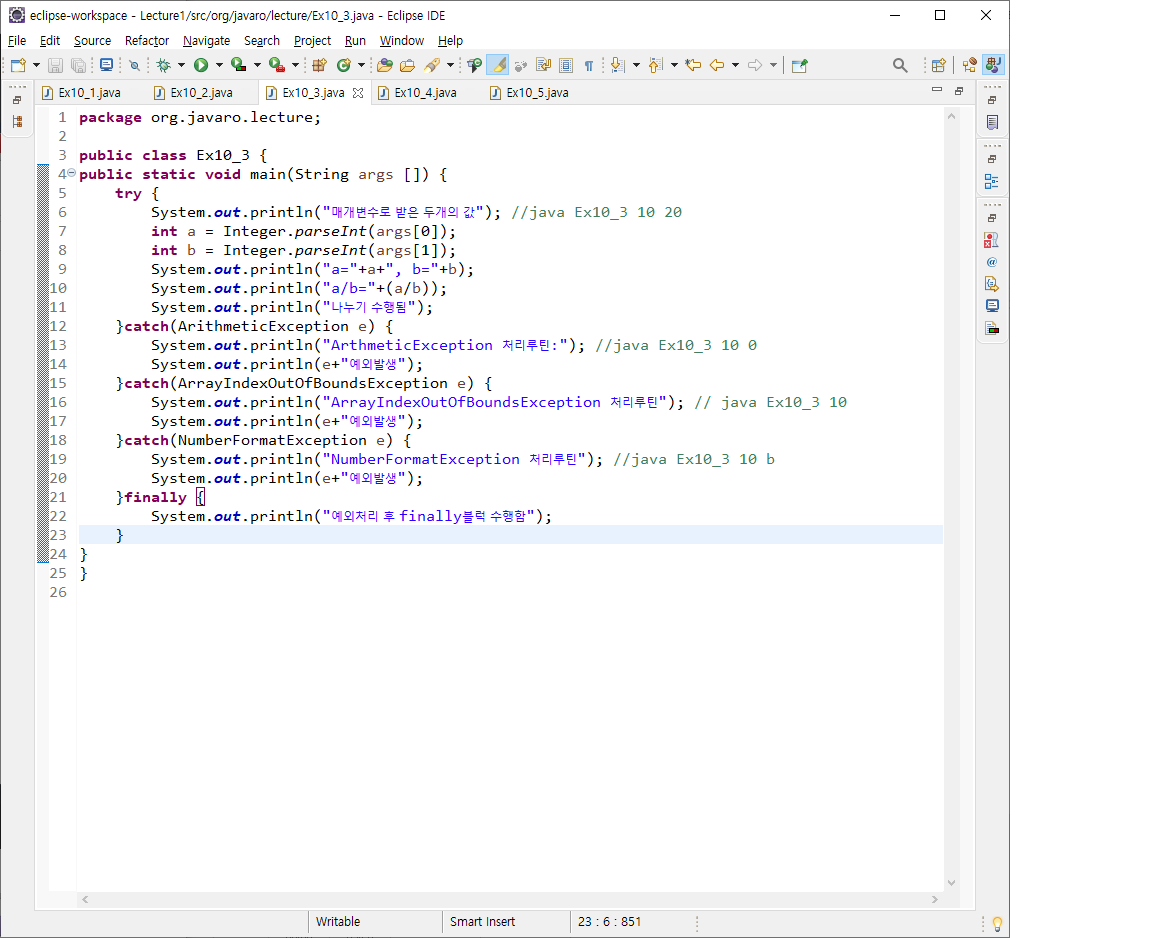 eclipse-workspace - Lecture1/src/org/javaro/lecture/Ex10_3.java - Eclipse IDE
File Edit Source Refactor Navigate Search Project Run Window Help
Ex10_1.java Ex10_2.java Ex10_3.java Ex10_4.java Ex10_5.java
1 package org.javaro.lecture;
2
3 public class Ex10_3 {
4 public static void main(String args []) {
5     try {
6         System.out.println("매개변수로 받은 두개의 값"); //java Ex10_3 10 20
7         int a = Integer.parseInt(args[0]);
8         int b = Integer.parseInt(args[1]);
9         System.out.println("a="+a+", b="+b);
10         System.out.println("a/b="+(a/b));
11         System.out.println("나누기 수행됨");
12     }catch(ArithmeticException e) {
13         System.out.println("ArthmeticException 처리루틴:"); //java Ex10_3 10 0
14         System.out.println(e+"예외발생");
15     }catch(ArrayIndexOutOfBoundsException e) {
16         System.out.println("ArrayIndexOutOfBoundsException 처리루틴"); // java Ex10_3 10
17         System.out.println(e+"예외발생");
18     }catch(NumberFormatException e) {
19         System.out.println("NumberFormatException 처리루틴"); //java Ex10_3 10 b
20         System.out.println(e+"예외발생");
21     }finally {
22         System.out.println("예외처리 후 finally블럭 수행함");
23     }
24 }
25 }
26
Writable Smart Insert 23 : 6 : 851